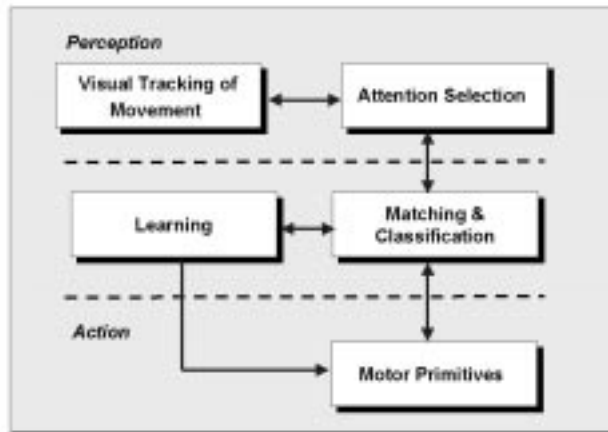 Perception
Visual Tracking of
Movement
Attention Selection
Learning
Matching &
Classification
Action
Motor Primitives